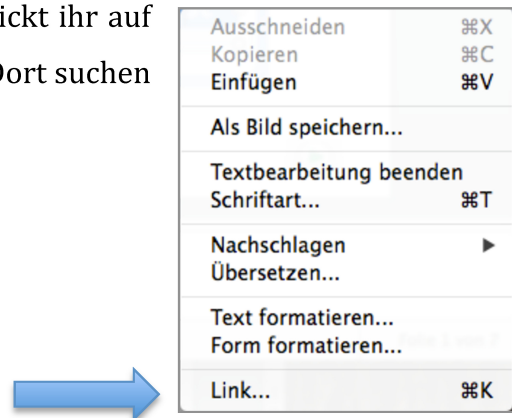 ickt ihr auf
Dort suchen
Ausschneiden ⌘X
Kopieren ⌘C
Einfügen ⌘V
Als Bild speichern...
Textbearbeitung beenden
Schriftart... ⌘T
Nachschlagen ▶
Übersetzen...
Text formatieren...
Form formatieren...
Link... ⌘K